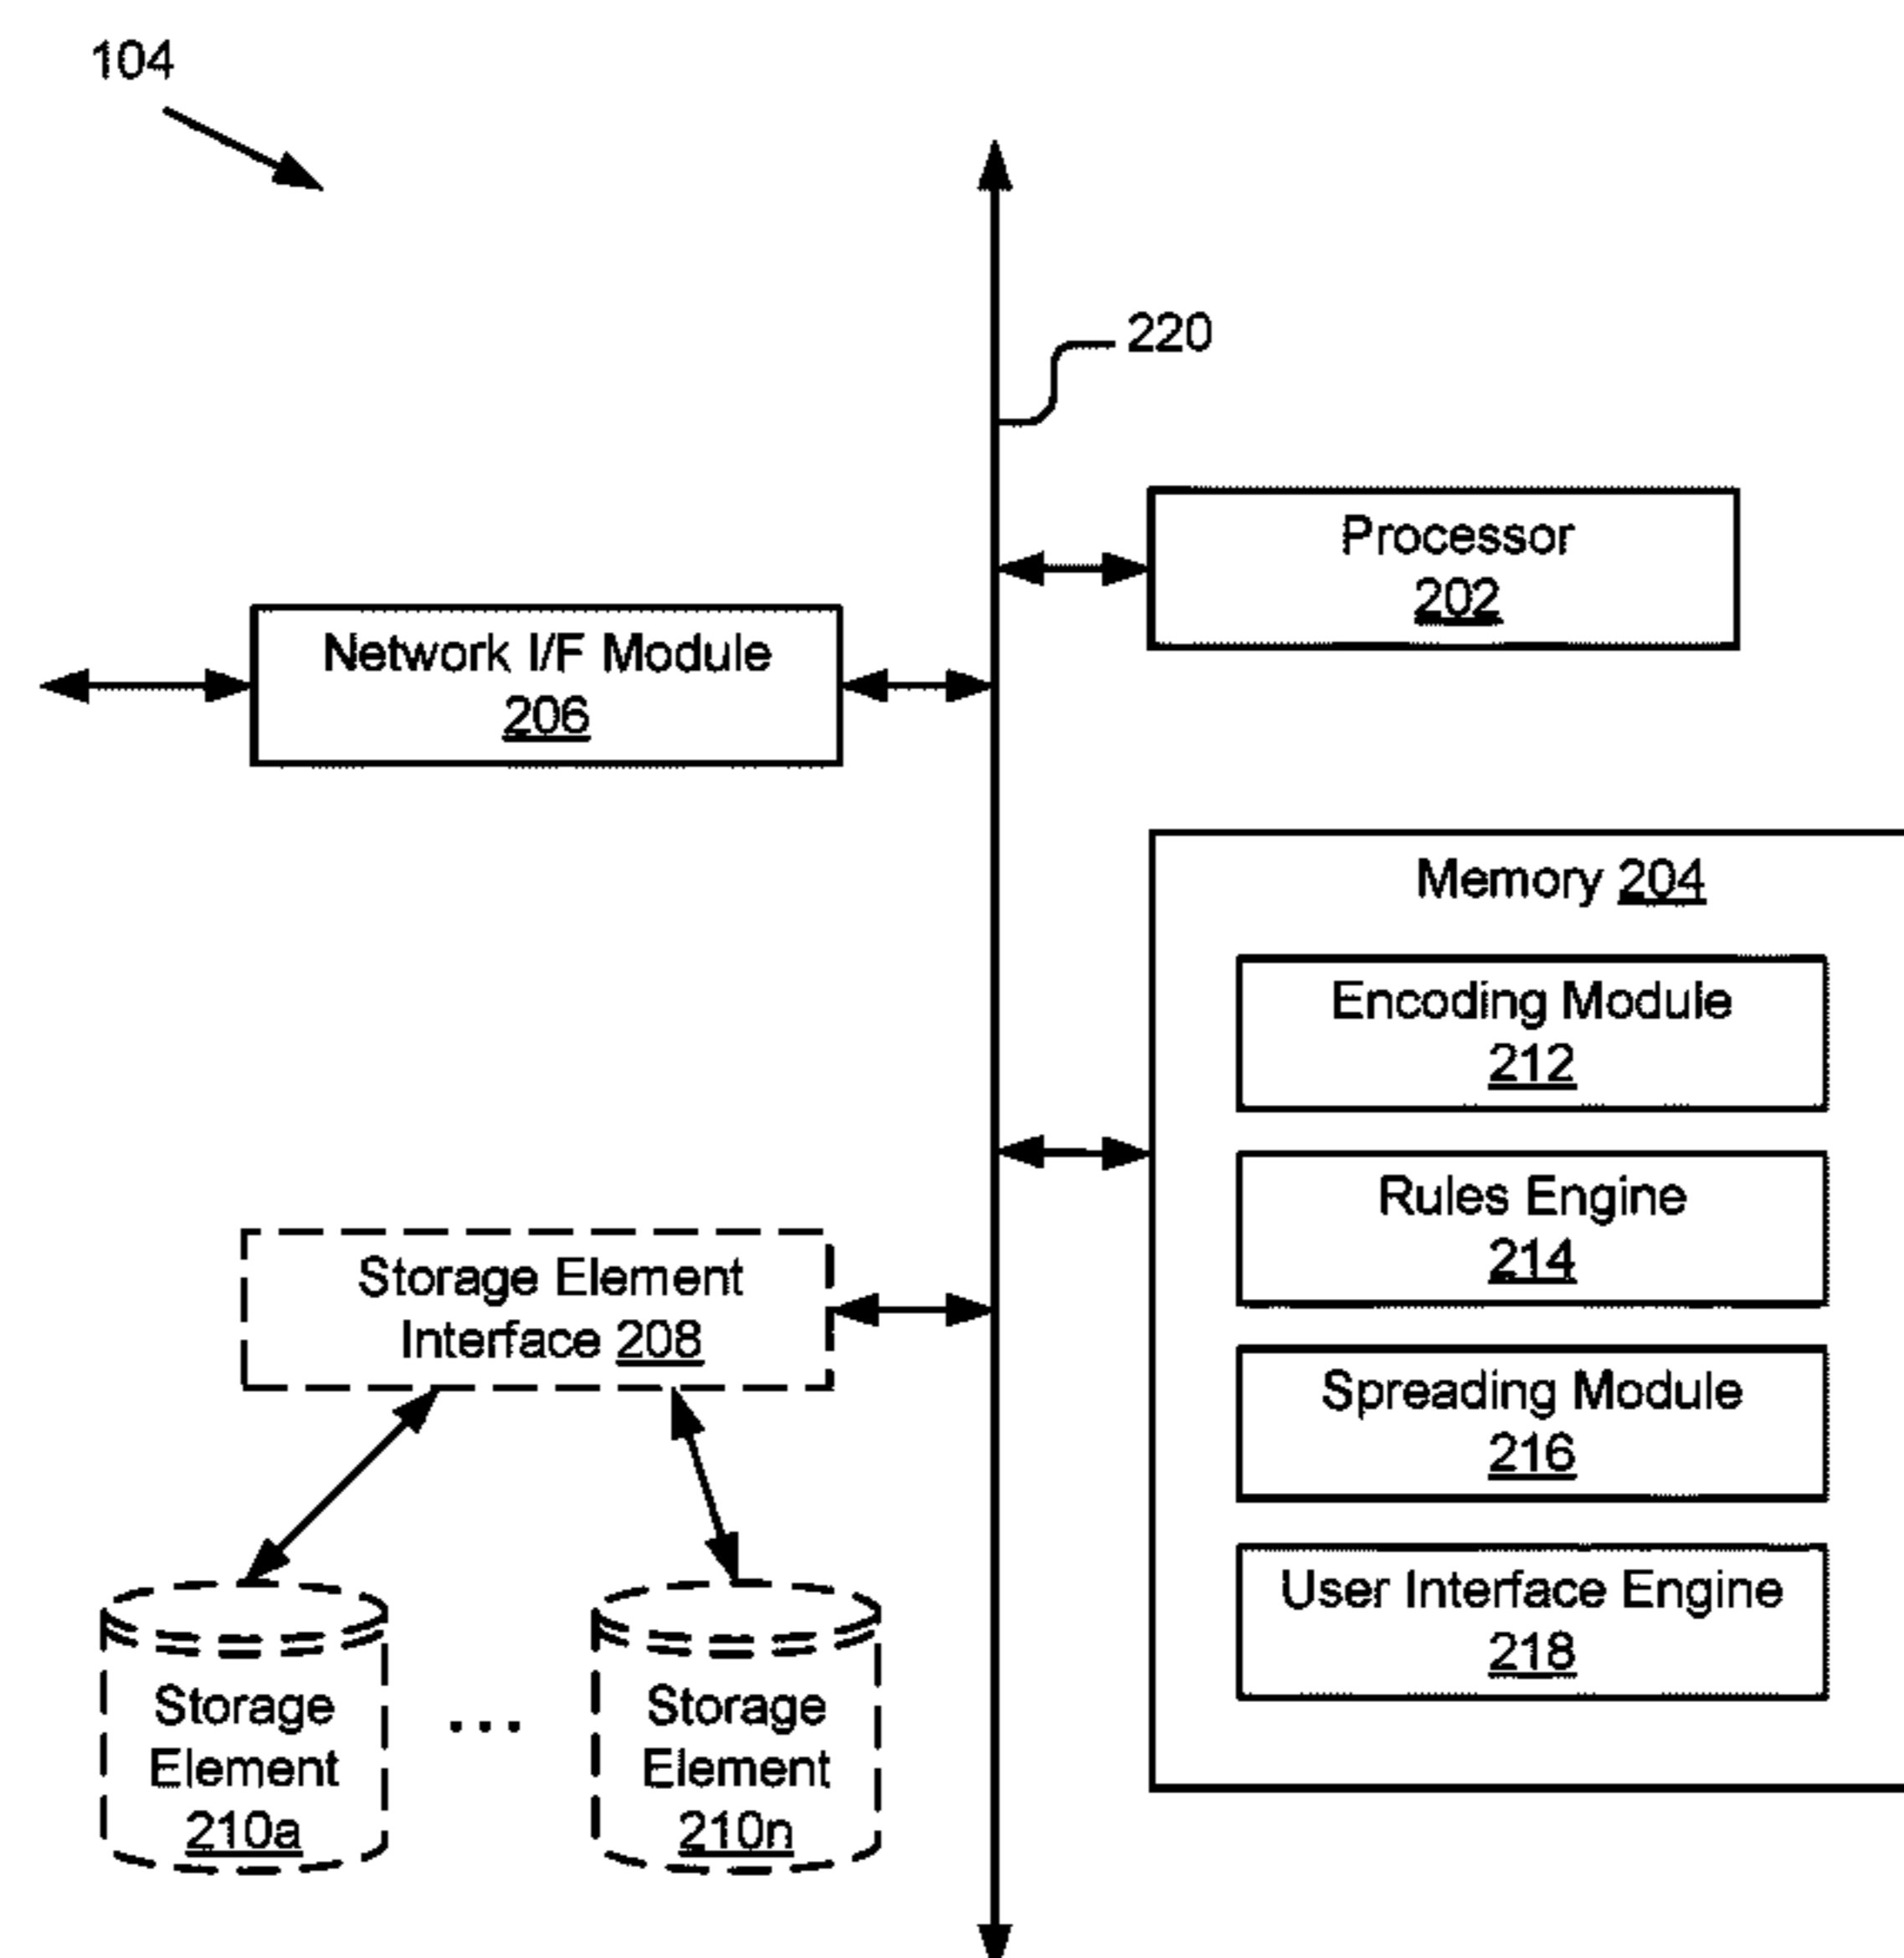 104
220
Processor
202
Network I/F Module
206
Memory 204
Encoding Module
212
Rules Engine
214
Storage Element
Interface 208
Spreading Module
216
User Interface Engine
218
Storage
Element
210a
...
Storage
Element
210n